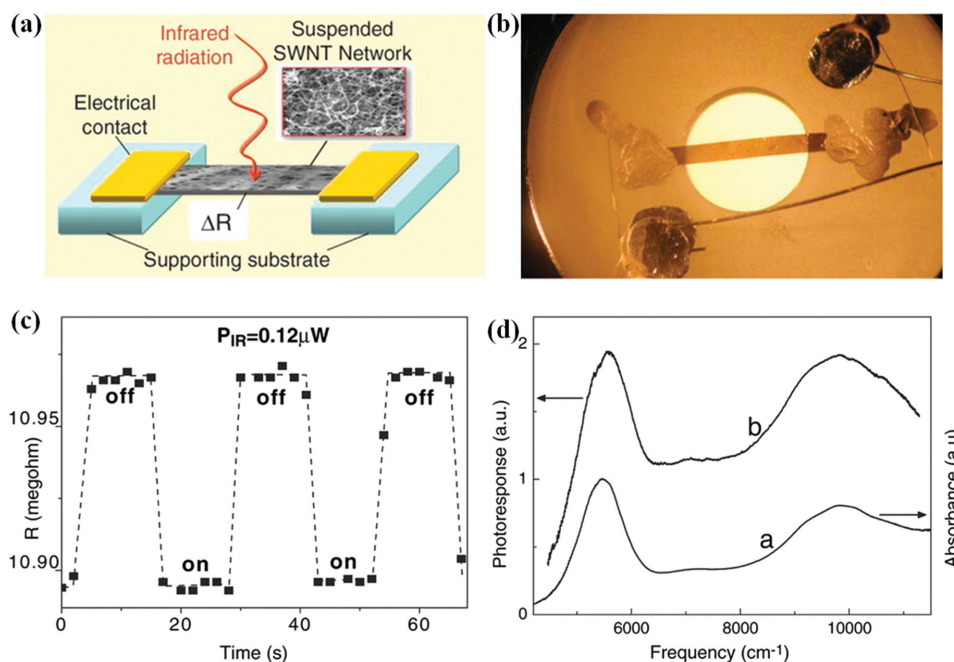 (a)
Infrared
radiation
Suspended
SWNT Network
Electrical
contact
ΔR
Supporting substrate
(b)
(c)
P_IR=0.12μW
off
off
off
on
on
10.95
10.90
R (megohm)
0
20
40
60
Time (s)
(d)
2
1
0
b
a
Photoresponse (a.u.)
Absorbance (a.u
6000
8000
10000
Frequency (cm⁻¹)